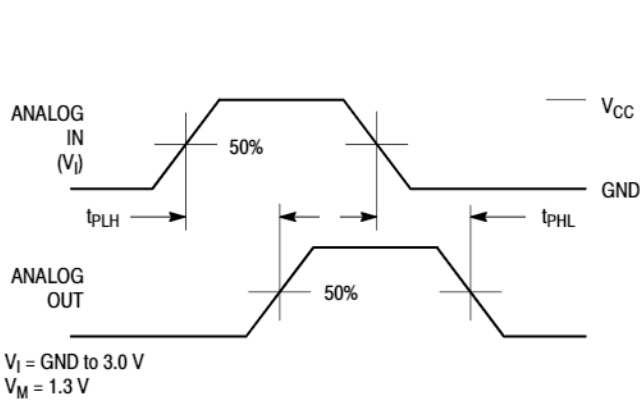 ANALOG
IN
(VI)
50%
VCC
GND
tPLH
tPHL
ANALOG
OUT
50%
VI = GND to 3.0 V
VM = 1.3 V